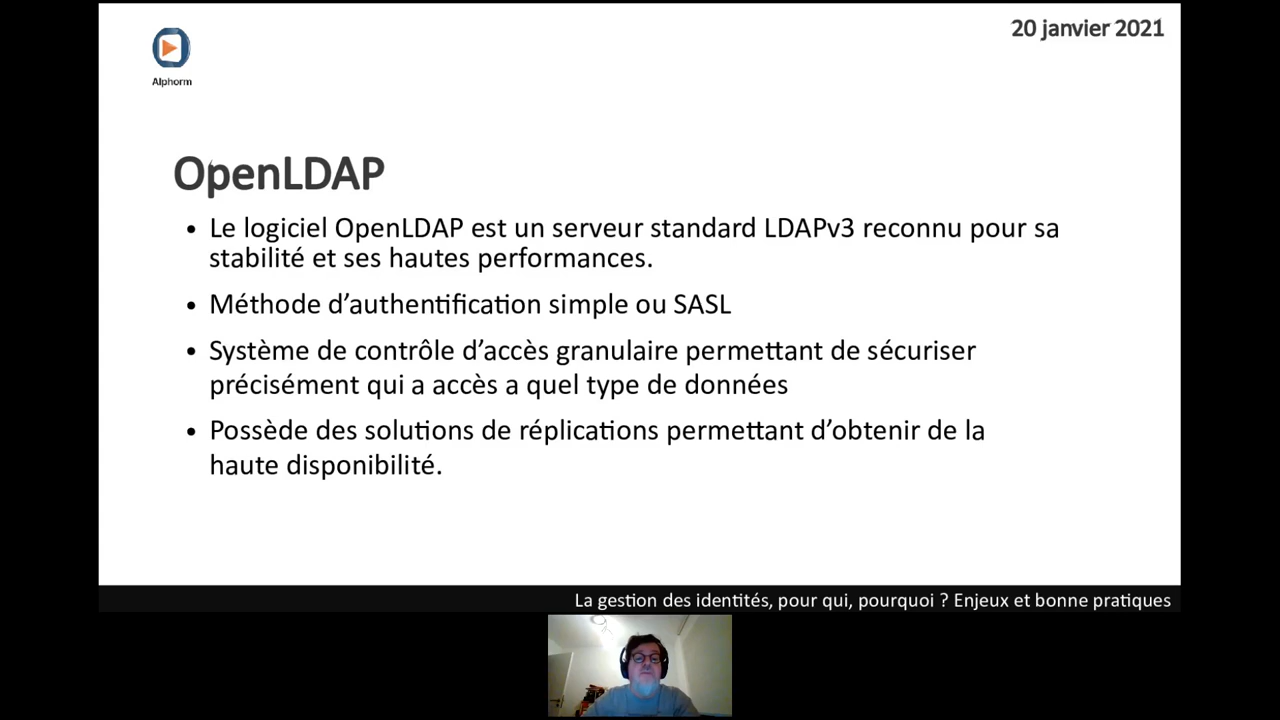 20 janvier 2021
Alphorm
OpenLDAP
• Le logiciel OpenLDAP est un serveur standard LDAPv3 reconnu pour sa
stabilité et ses hautes performances.
• Méthode d’authentification simple ou SASL
• Système de contrôle d’accès granulaire permettant de sécuriser
précisément qui a accès a quel type de données
• Possède des solutions de réplications permettant d’obtenir de la
haute disponibilité.
La gestion des identités, pour qui, pourquoi ? Enjeux et bonne pratiques